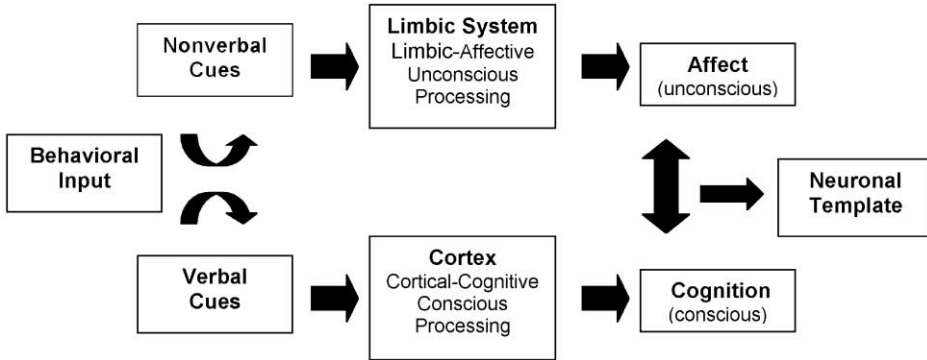 Nonverbal
Cues
Limbic System
Limbic-Affective
Unconscious
Processing
Affect
(unconscious)
Behavioral
Input
Neuronal
Template
Verbal
Cues
Cortex
Cortical-Cognitive
Conscious
Processing
Cognition
(conscious)